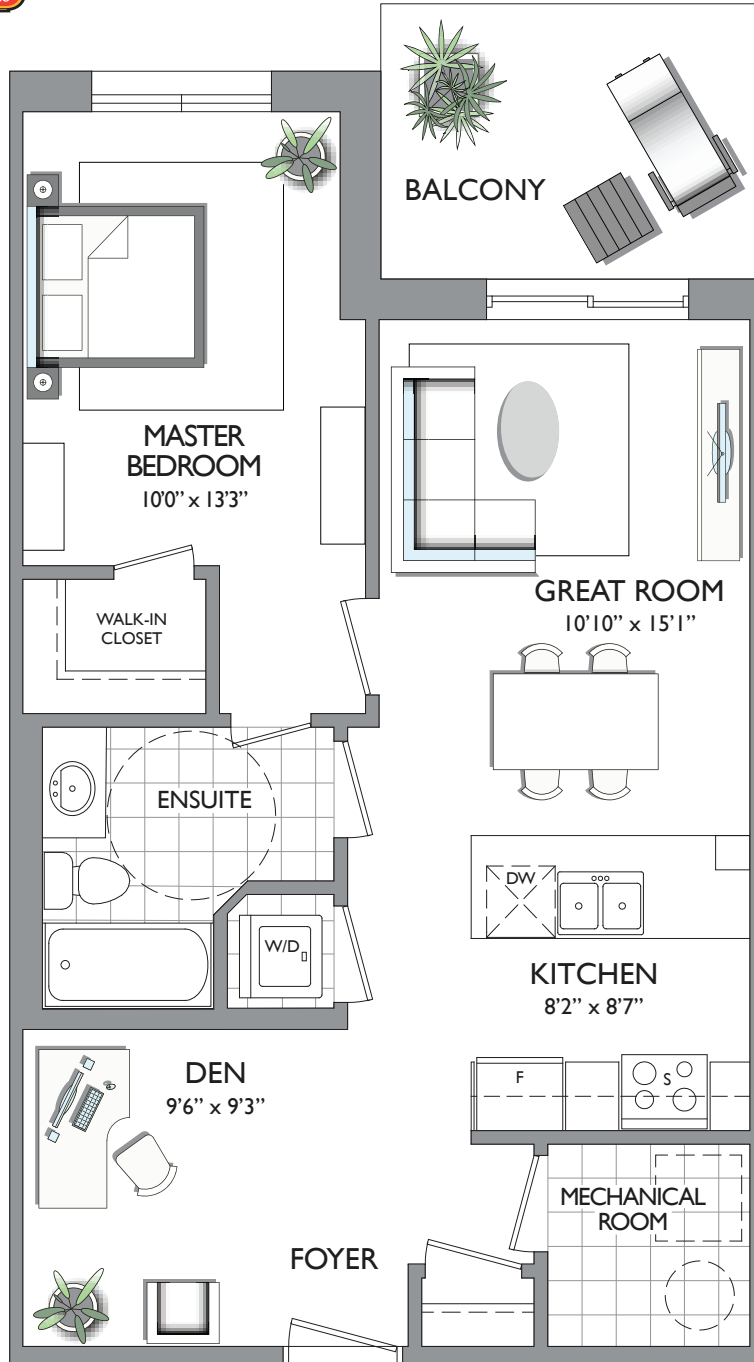 BALCONY
MASTER
BEDROOM
10'0” x 13'3”
WALK-IN
CLOSET
GREAT ROOM
10'10” x 15'1”
ENSUITE
DW
W/D
KITCHEN
8'2” x 8'7”
F
S
DEN
9'6” x 9'3”
MECHANICAL
ROOM
FOYER